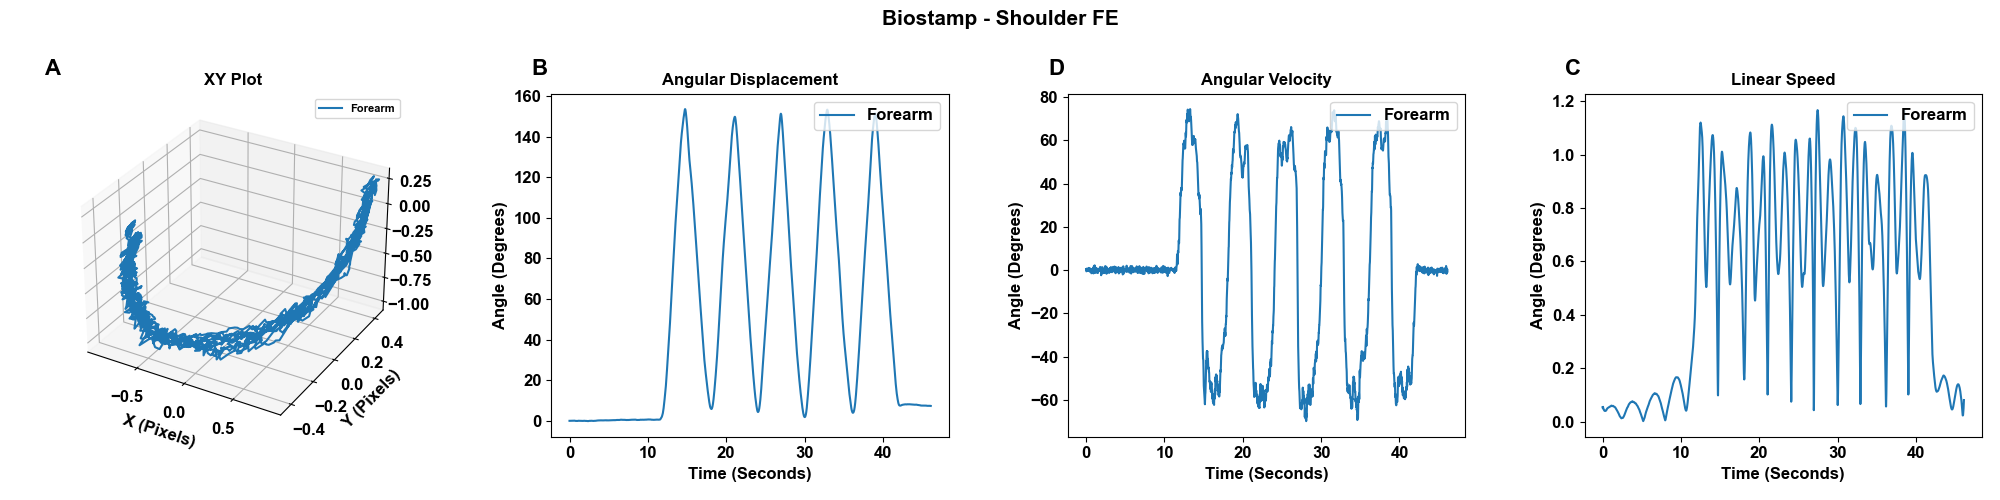 Biostamp - Shoulder FE
A
XY Plot
Forearm
0.25
0.00
−0.25
−0.50
−0.75
−1.00
0.4
0.2
0.0
−0.2
−0.4
Y (Pixels)
−0.5
0.0
0.5
X (Pixels)
B
Angular Displacement
Forearm
160
140
120
100
80
60
40
20
0
Angle (Degrees)
0 10 20 30 40
Time (Seconds)
D
Angular Velocity
Forearm
80
60
40
20
0
−20
−40
−60
Angle (Degrees)
0 10 20 30 40
Time (Seconds)
C
Linear Speed
Forearm
1.2
1.0
0.8
0.6
0.4
0.2
0.0
Angle (Degrees)
0 10 20 30 40
Time (Seconds)